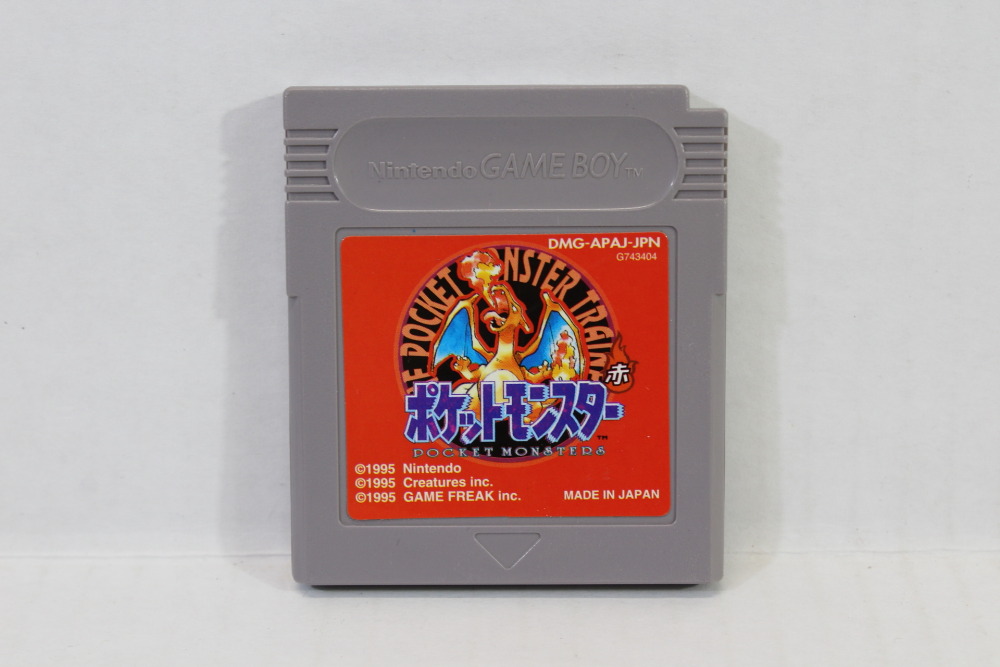 Nintendo GAME BOY TM
DMG-APAJ-JPN
G743404
POCKET MONSTER
赤
ポケットモンスター
TM
POCKET MONSTERS
©1995 Nintendo
©1995 Creatures inc.
©1995 GAME FREAK inc.
MADE IN JAPAN